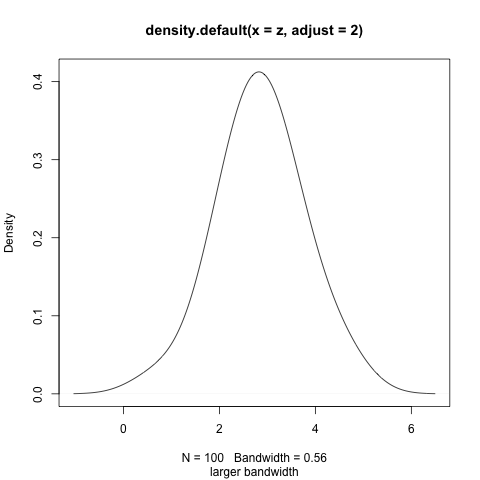 density.default(x = z, adjust = 2)
Density
0.4
0.3
0.2
0.1
0.0
0 2 4 6
N = 100 Bandwidth = 0.56
larger bandwidth